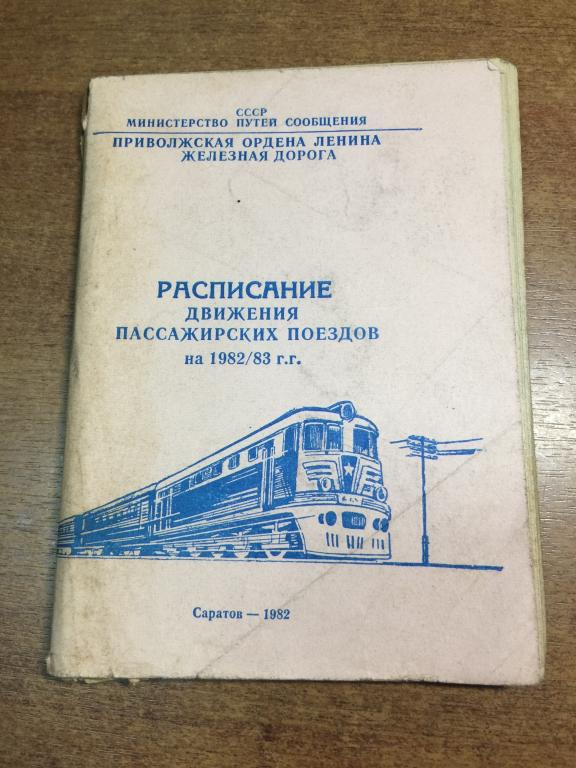 СССР
МИНИСТЕРСТВО ПУТЕЙ СООБЩЕНИЯ
ПРИВОЛЖСКАЯ ОРДЕНА ЛЕНИНА
ЖЕЛЕЗНАЯ ДОРОГА
РАСПИСАНИЕ
ДВИЖЕНИЯ
ПАССАЖИРСКИХ ПОЕЗДОВ
на 1982/83 г.г.
Саратов — 1982